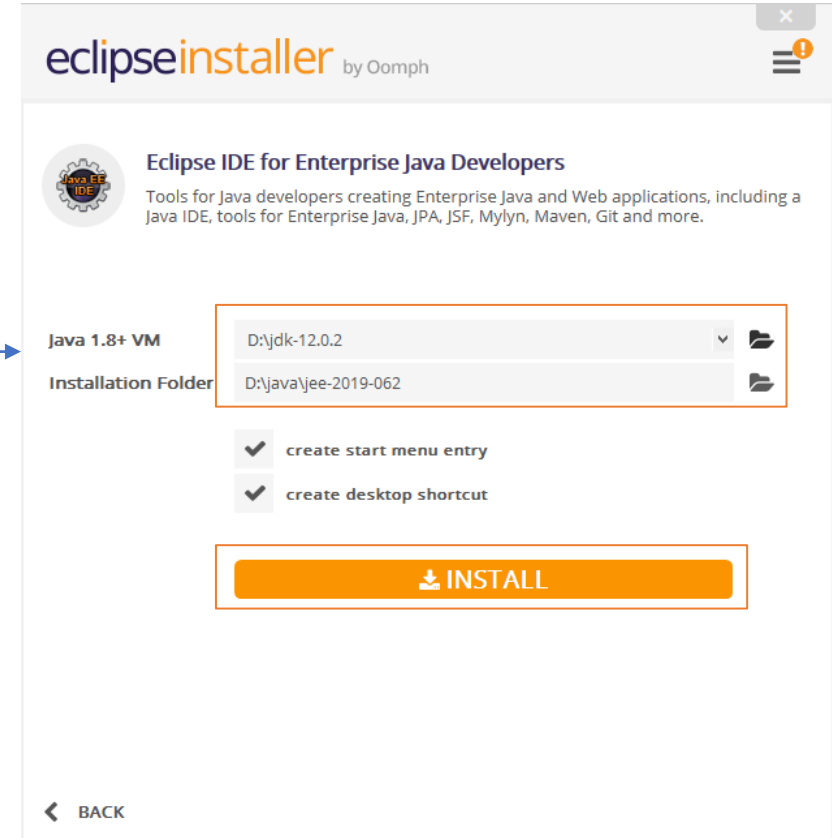 eclipseinstaller by Oomph
Java EE
IDE
Eclipse IDE for Enterprise Java Developers
Tools for Java developers creating Enterprise Java and Web applications, including a
Java IDE, tools for Enterprise Java, JPA, JSF, Mylyn, Maven, Git and more.
Java 1.8+ VM D:\jdk-12.0.2
Installation Folder D:\java\jee-2019-062
create start menu entry
create desktop shortcut
INSTALL
BACK